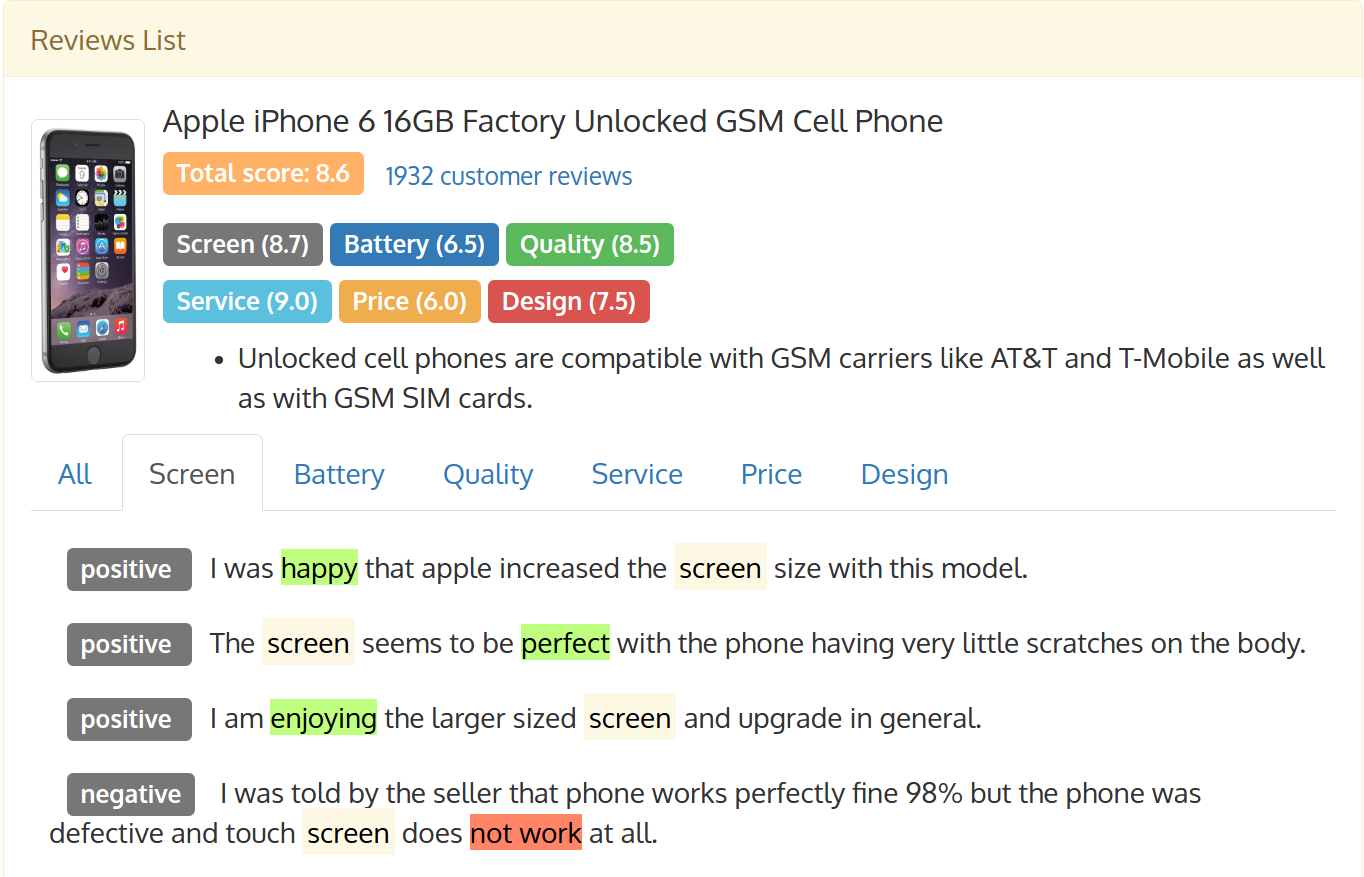 Reviews List
Apple iPhone 6 16GB Factory Unlocked GSM Cell Phone
Total score: 8.6 1932 customer reviews
Screen (8.7) Battery (6.5) Quality (8.5)
Service (9.0) Price (6.0) Design (7.5)
• Unlocked cell phones are compatible with GSM carriers like AT&T and T-Mobile as well
as with GSM SIM cards.
All Screen Battery Quality Service Price Design
positive I was happy that apple increased the screen size with this model.
positive The screen seems to be perfect with the phone having very little scratches on the body.
positive I am enjoying the larger sized screen and upgrade in general.
negative I was told by the seller that phone works perfectly fine 98% but the phone was
defective and touch screen does not work at all.